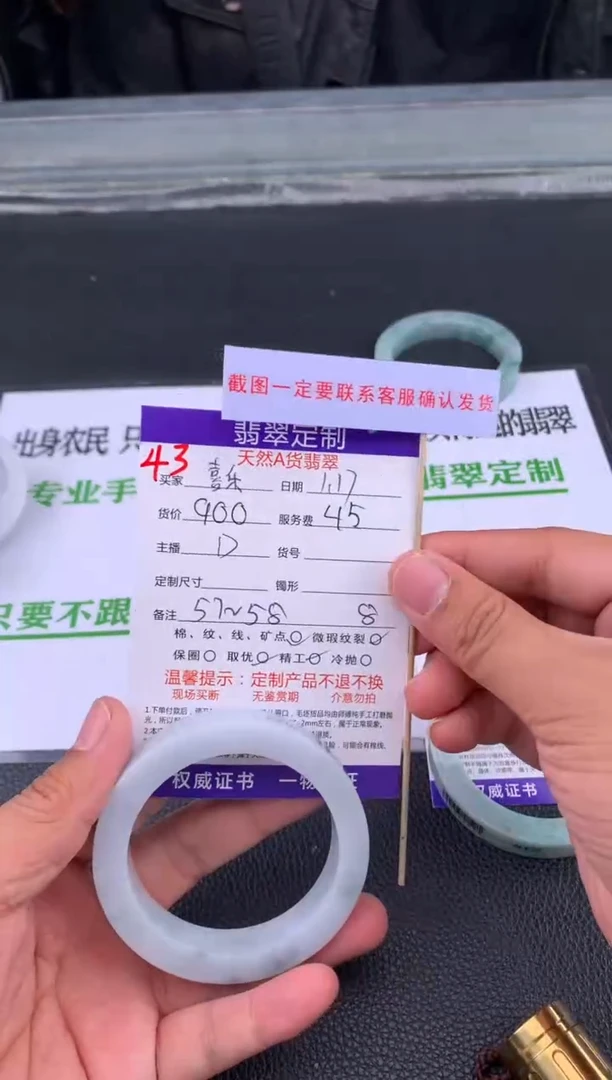 截图一定要联系客服确认发货
翡翠定制
天然A货翡翠
43
买家 喜乐 日期 1.17
货价 900 服务费 45
主播 D 货号
定制尺寸 镯形
备注 57~58 8
棉、纹、线、矿点 微瑕纹裂
保圈 取优 精工 冷抛
温馨提示：定制产品不退不换
现场买断 无鉴赏期 介意勿拍
权威证书 一物
出身农民 只
的翡翠
专业手
翡翠定制
只要不跟
权威证书